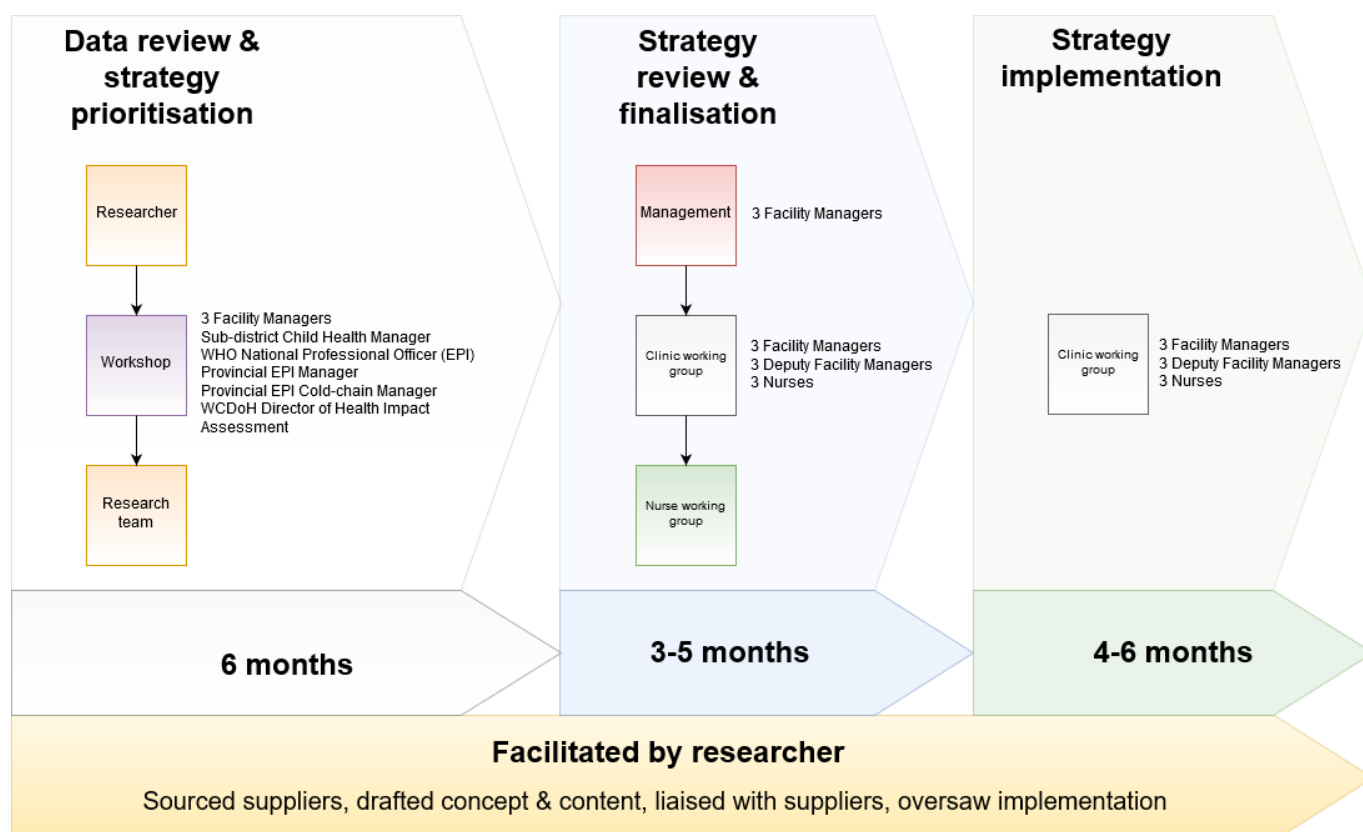 Data review &
strategy
prioritisation
Researcher
Workshop
3 Facility Managers
Sub-district Child Health Manager
WHO National Professional Officer (EPI)
Provincial EPI Manager
Provincial EPI Cold-chain Manager
WCDoH Director of Health Impact
Assessment
Research
team
6 months
Strategy
review &
finalisation
Management
3 Facility Managers
Clinic working
group
3 Facility Managers
3 Deputy Facility Managers
3 Nurses
Nurse working
group
3-5 months
Strategy
implementation
Clinic working
group
3 Facility Managers
3 Deputy Facility Managers
3 Nurses
4-6 months
Facilitated by researcher
Sourced suppliers, drafted concept & content, liaised with suppliers, oversaw implementation